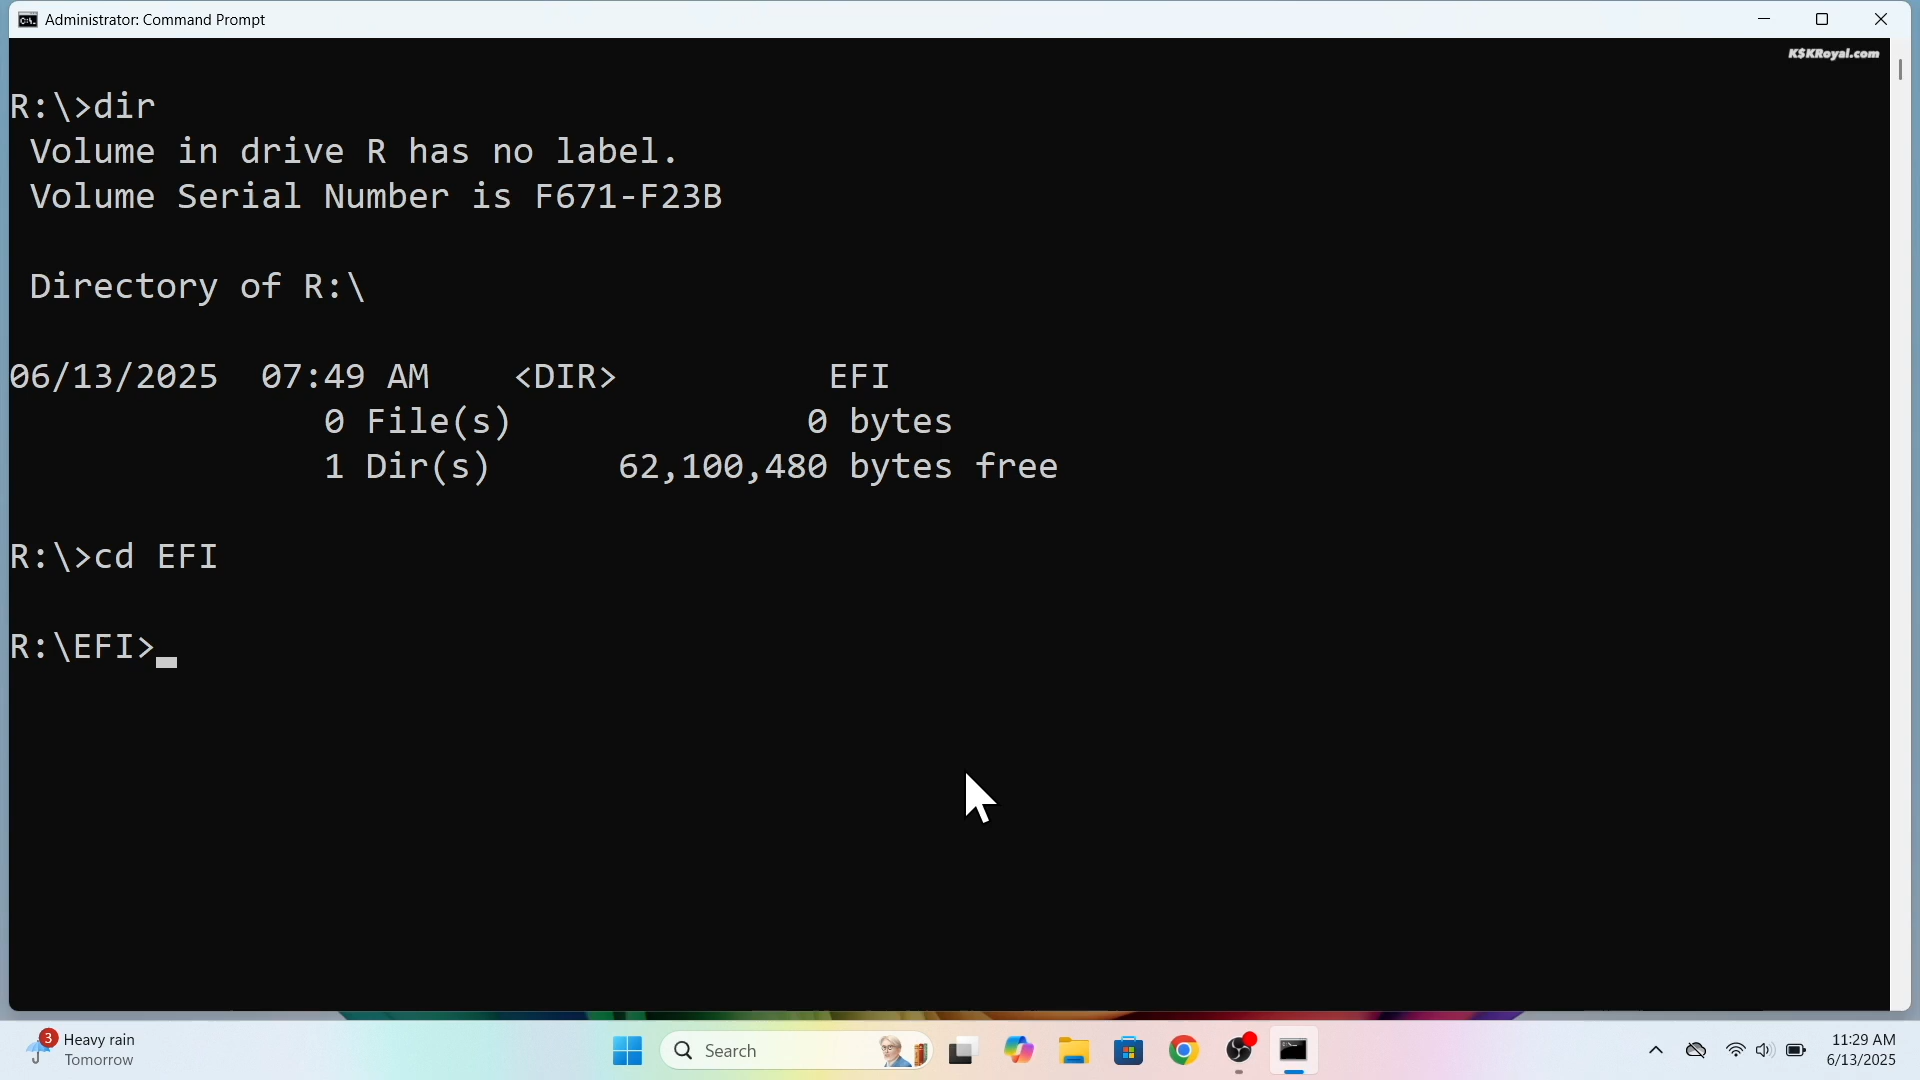 Administrator: Command Prompt
K$KRoyal.com
R:\>dir
Volume in drive R has no label.
Volume Serial Number is F671-F23B
Directory of R:\
06/13/2025  07:49 AM    <DIR>          EFI
0 File(s)              0 bytes
1 Dir(s)      62,100,480 bytes free
R:\>cd EFI
R:\EFI>
3
Heavy rain
Tomorrow
Search
11:29 AM
6/13/2025